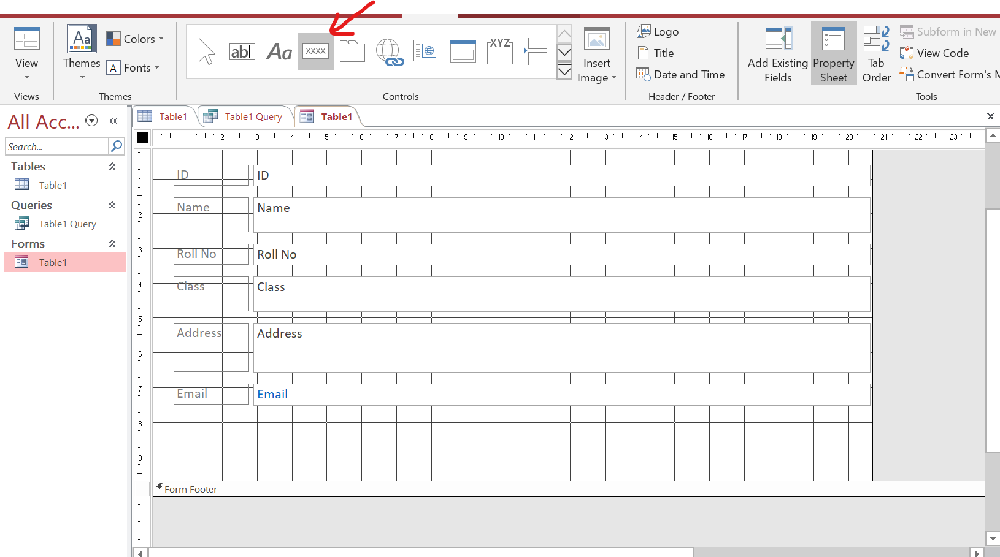 View
Themes
Aa
Colors
A Fonts
ab
Aa
XXXX
XYZ
Insert
Image
Logo
Title
Date and Time
Add Existing
Fields
Property
Sheet
Tab
Order
Subform in New
View Code
Convert Form's M
Views
Themes
Controls
Header / Footer
Tools
All Acc...
Search...
Tables
Table1
Queries
Table1 Query
Forms
Table1
Table1
Table1 Query
Table1
1 2 3 4 5 6 7 8 9 10 11 12 13 14 15 16 17 18 19 20 21 22 23
1
2
3
4
5
6
7
8
9
ID ID
Name Name
Roll No Roll No
Class Class
Address Address
Email Email
Form Footer
1